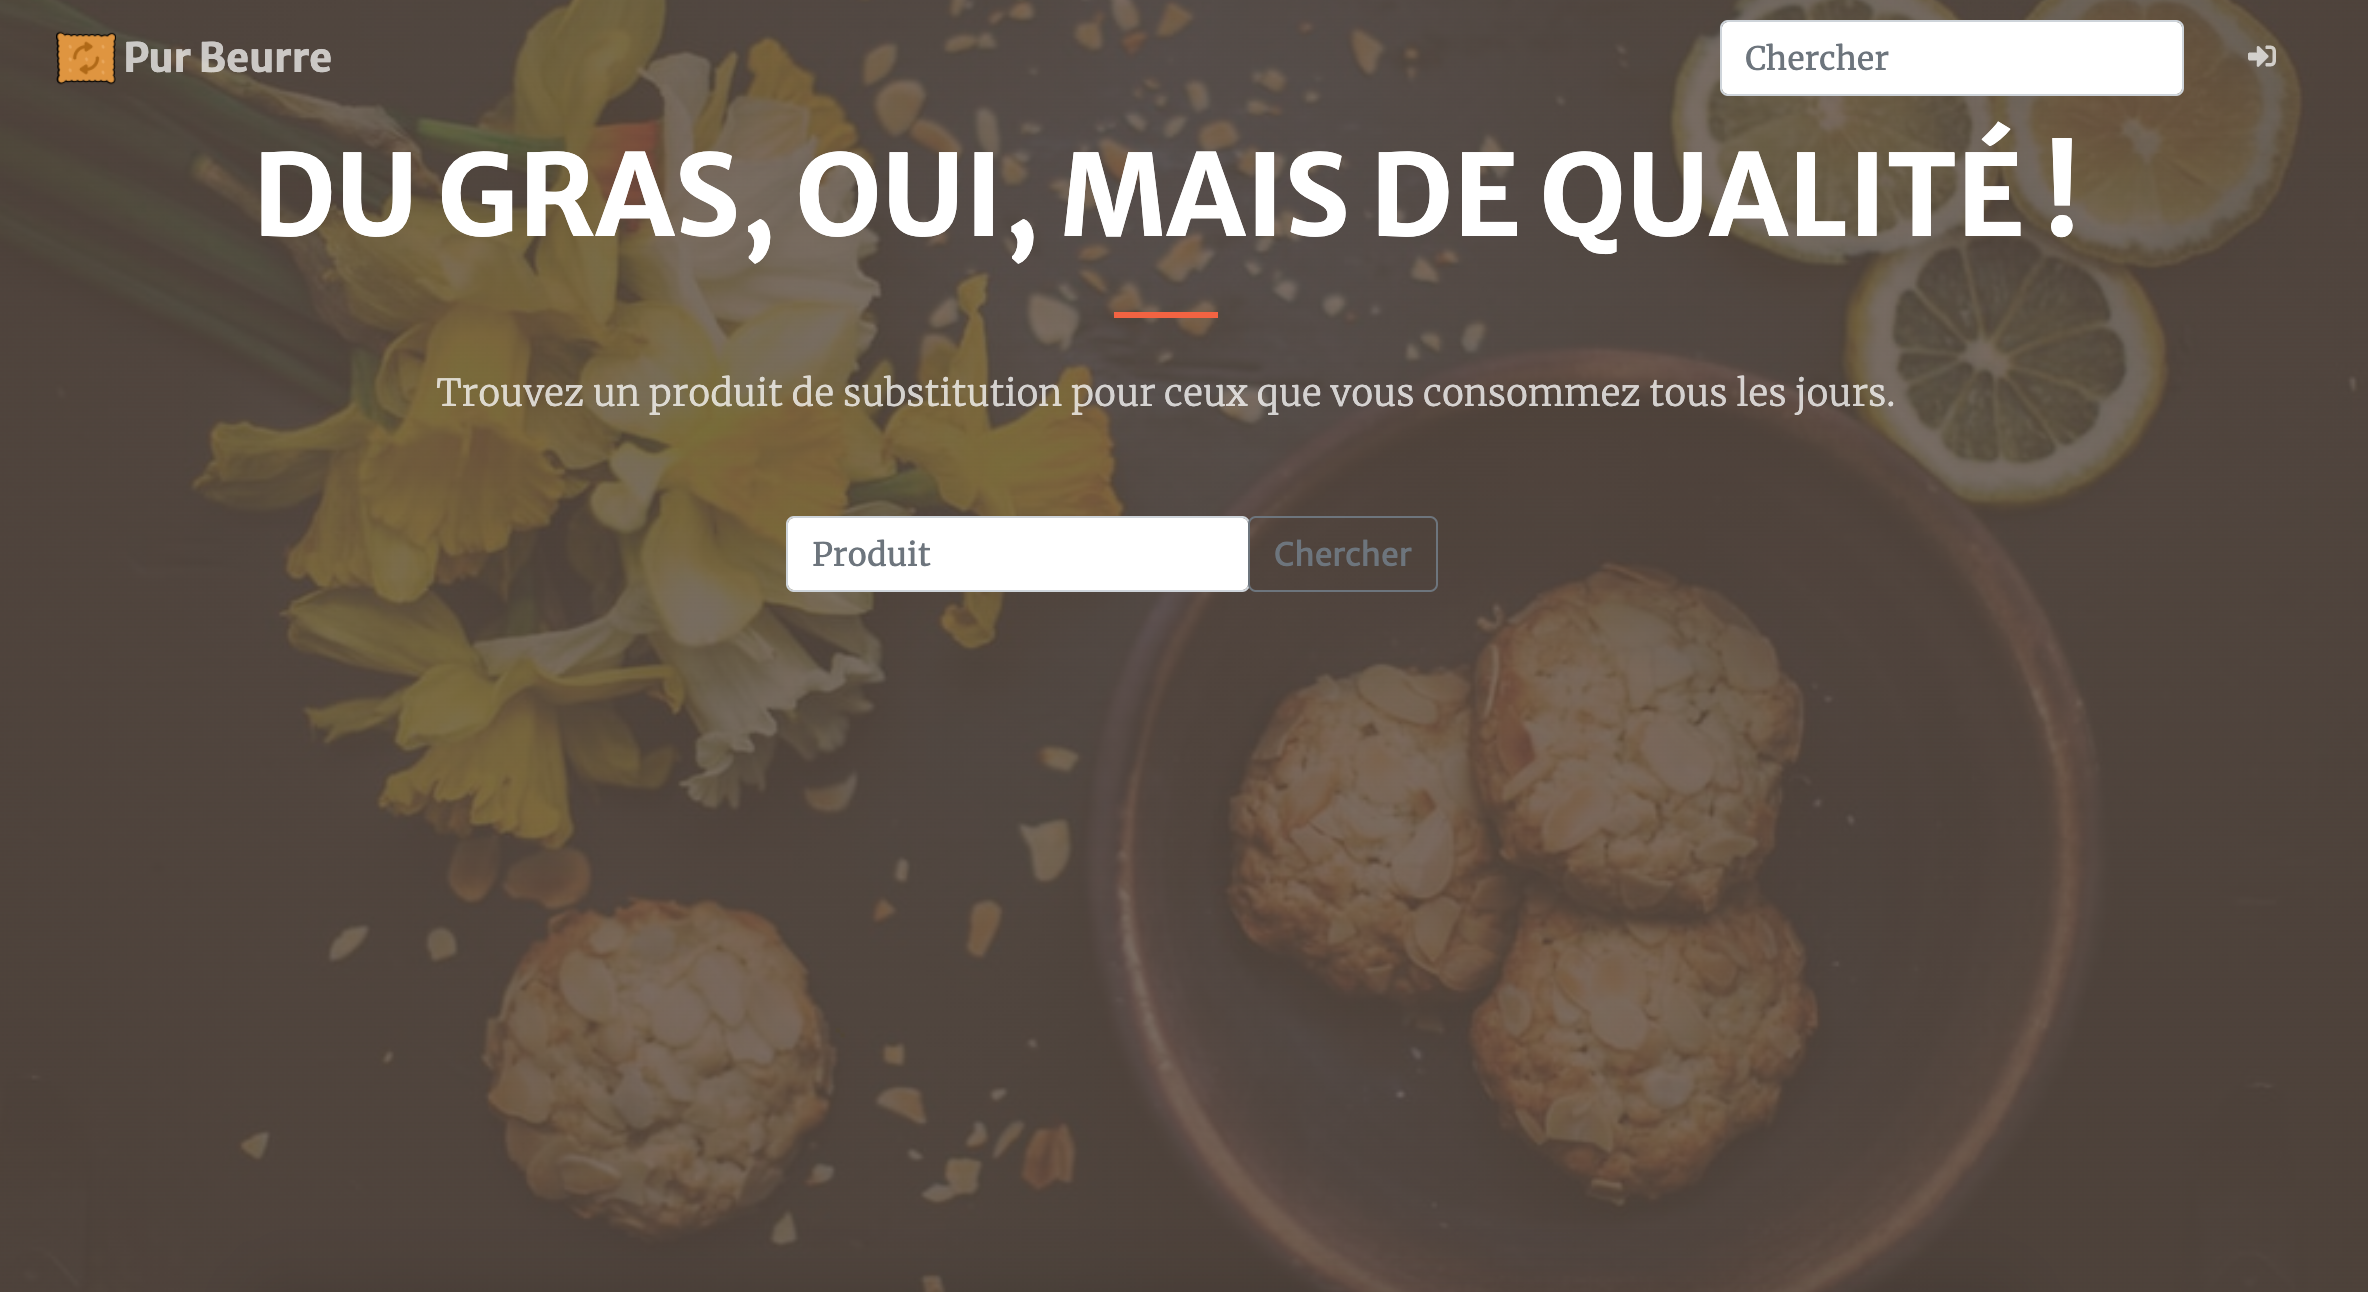 Pur Beurre
Chercher
DU GRAS, OUI, MAIS DE QUALITÉ !
Trouvez un produit de substitution pour ceux que vous consommez tous les jours.
Produit
Chercher